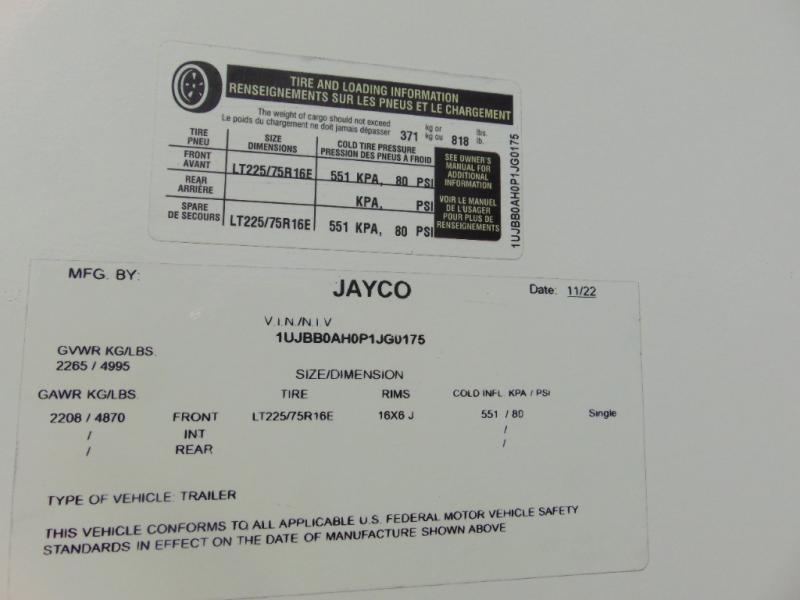 TIRE AND LOADING INFORMATION
RENSEIGNEMENTS SUR LES PNEUS ET LE CHARGEMENT
The weight of cargo should not exceed
Le poids du chargement ne doit jamais dépasser 371 kg or kg ou 818 lbs. lb.
TIRE PNEU SIZE DIMENSIONS COLD TIRE PRESSURE PRESSION DES PNEUS À FROID
FRONT AVANT LT225/75R16E 551 KPA, 80 PSI
REAR ARRIÈRE KPA, PSI
SPARE DE SECOURS LT225/75R16E 551 KPA, 80 PSI
SEE OWNER'S
MANUAL FOR
ADDITIONAL
INFORMATION
VOIR LE MANUEL
DE L'USAGER
POUR PLUS DE
RENSEIGNEMENTS
1UJBB0AH0P1JG0175
MFG. BY: JAYCO Date: 11/22
V.I.N./N.I.V
1UJBB0AH0P1JG0175
GVWR KG/LBS.
2265 / 4995
SIZE/DIMENSION
GAWR KG/LBS. TIRE RIMS COLD INFL. KPA / PSI
2208 / 4870 FRONT LT225/75R16E 16X6 J 551 / 80 Single
/ INT /
/ REAR /
TYPE OF VEHICLE: TRAILER
THIS VEHICLE CONFORMS TO ALL APPLICABLE U.S. FEDERAL MOTOR VEHICLE SAFETY
STANDARDS IN EFFECT ON THE DATE OF MANUFACTURE SHOWN ABOVE